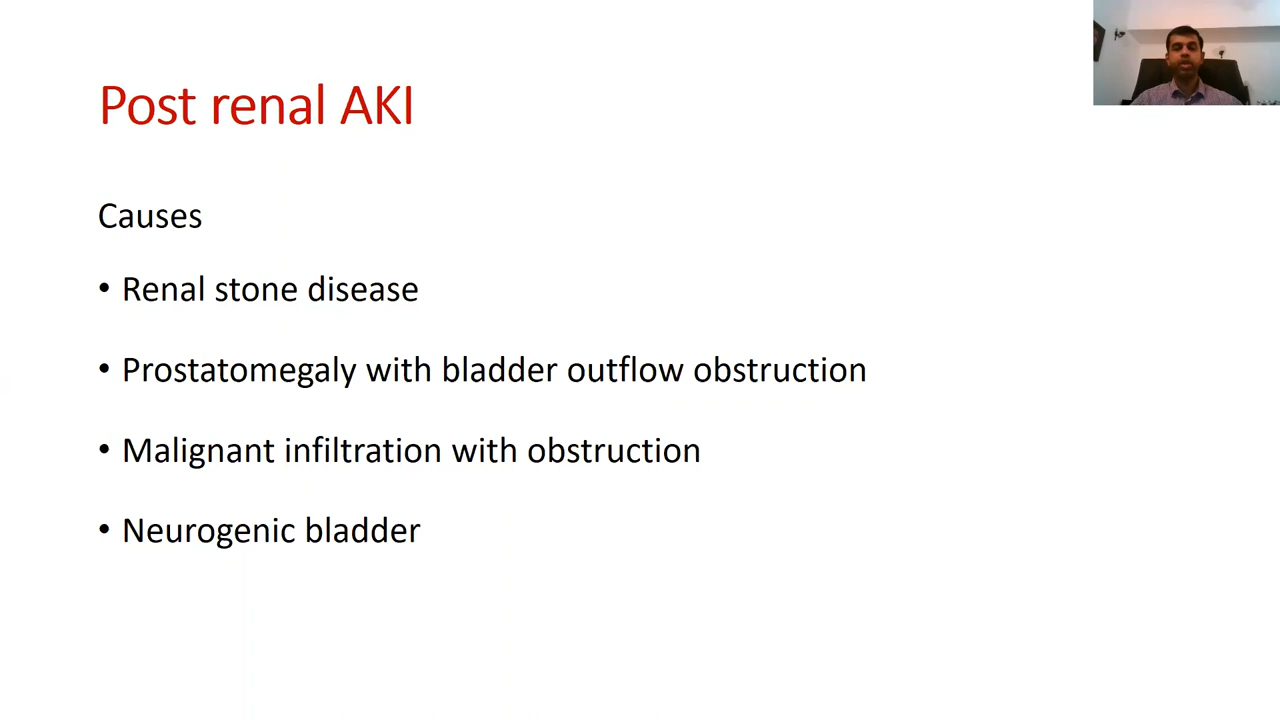 Post renal AKI
Causes
• Renal stone disease
• Prostatomegaly with bladder outflow obstruction
• Malignant infiltration with obstruction
• Neurogenic bladder